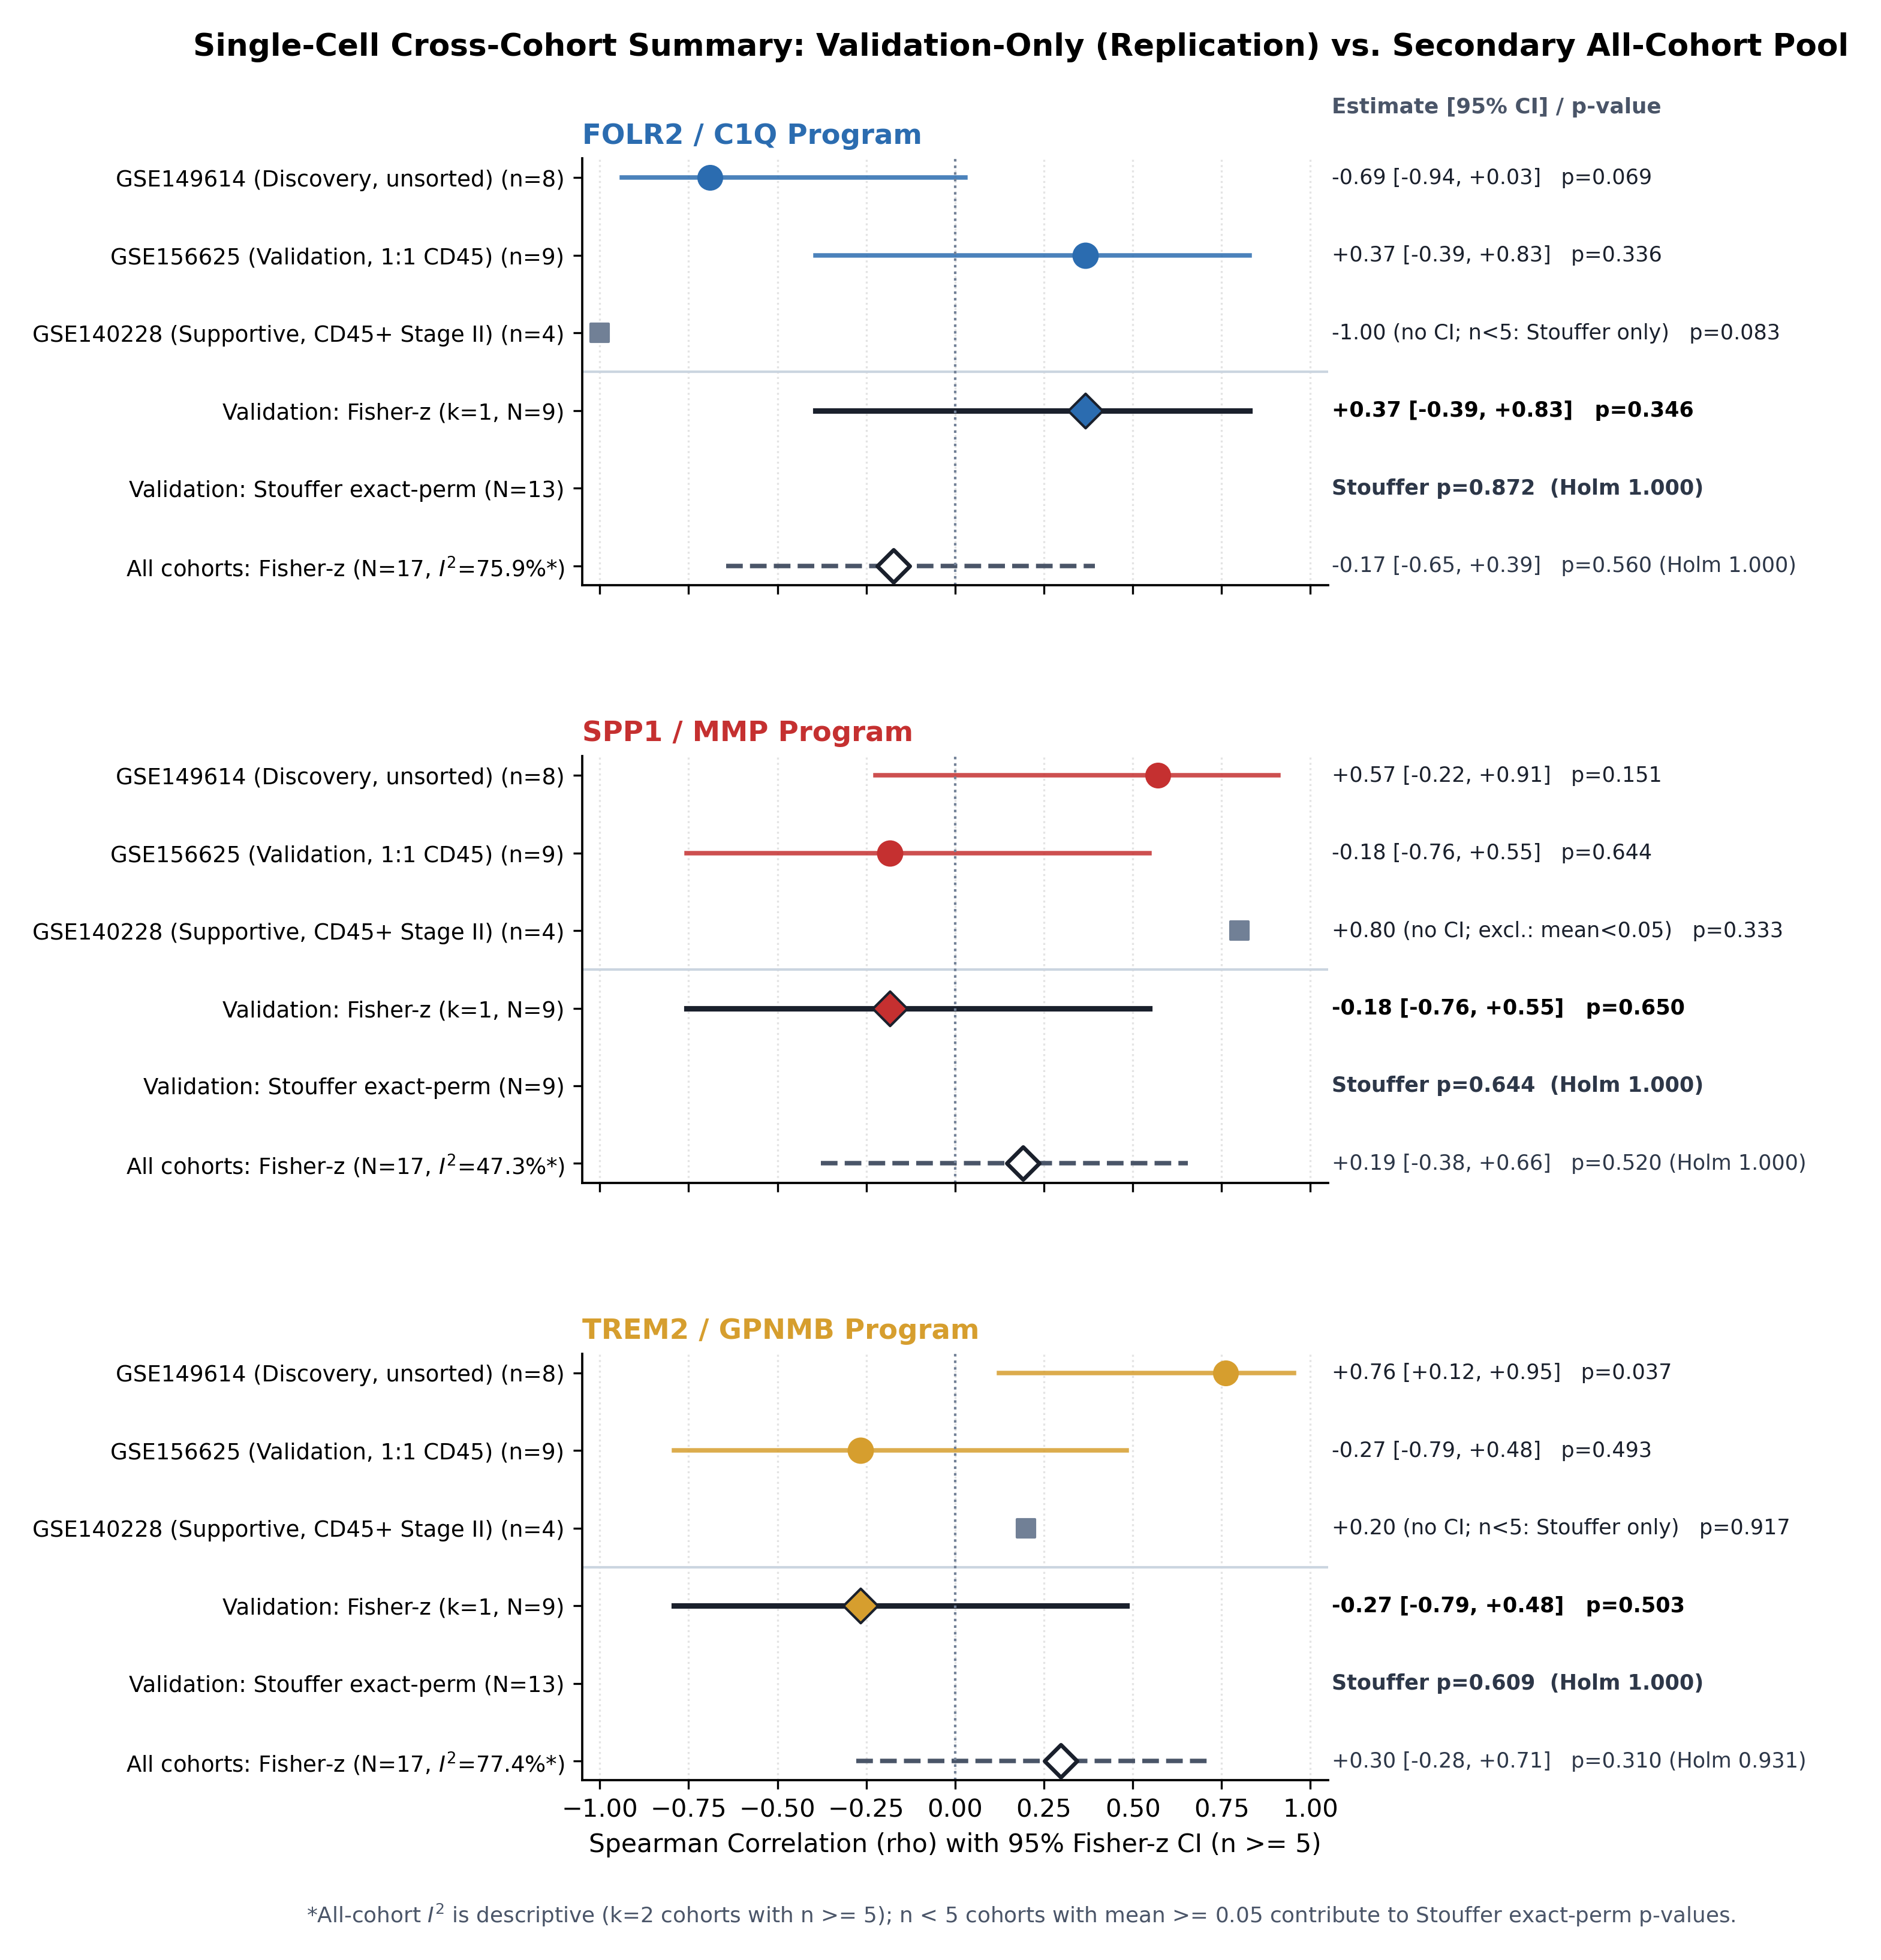 Single-Cell Cross-Cohort Summary: Validation-Only (Replication) vs. Secondary All-Cohort Pool
Estimate [95% CI] / p-value
FOLR2 / C1Q Program
GSE149614 (Discovery, unsorted) (n=8) -0.69 [-0.94, +0.03] p=0.069
GSE156625 (Validation, 1:1 CD45) (n=9) +0.37 [-0.39, +0.83] p=0.336
GSE140228 (Supportive, CD45+ Stage II) (n=4) -1.00 (no CI; n<5: Stouffer only) p=0.083
Validation: Fisher-z (k=1, N=9) +0.37 [-0.39, +0.83] p=0.346
Validation: Stouffer exact-perm (N=13) Stouffer p=0.872 (Holm 1.000)
All cohorts: Fisher-z (N=17, I²=75.9%*) -0.17 [-0.65, +0.39] p=0.560 (Holm 1.000)
SPP1 / MMP Program
GSE149614 (Discovery, unsorted) (n=8) +0.57 [-0.22, +0.91] p=0.151
GSE156625 (Validation, 1:1 CD45) (n=9) -0.18 [-0.76, +0.55] p=0.644
GSE140228 (Supportive, CD45+ Stage II) (n=4) +0.80 (no CI; excl.: mean<0.05) p=0.333
Validation: Fisher-z (k=1, N=9) -0.18 [-0.76, +0.55] p=0.650
Validation: Stouffer exact-perm (N=9) Stouffer p=0.644 (Holm 1.000)
All cohorts: Fisher-z (N=17, I²=47.3%*) +0.19 [-0.38, +0.66] p=0.520 (Holm 1.000)
TREM2 / GPNMB Program
GSE149614 (Discovery, unsorted) (n=8) +0.76 [+0.12, +0.95] p=0.037
GSE156625 (Validation, 1:1 CD45) (n=9) -0.27 [-0.79, +0.48] p=0.493
GSE140228 (Supportive, CD45+ Stage II) (n=4) +0.20 (no CI; n<5: Stouffer only) p=0.917
Validation: Fisher-z (k=1, N=9) -0.27 [-0.79, +0.48] p=0.503
Validation: Stouffer exact-perm (N=13) Stouffer p=0.609 (Holm 1.000)
All cohorts: Fisher-z (N=17, I²=77.4%*) +0.30 [-0.28, +0.71] p=0.310 (Holm 0.931)
−1.00 −0.75 −0.50 −0.25 0.00 0.25 0.50 0.75 1.00
Spearman Correlation (rho) with 95% Fisher-z CI (n >= 5)
*All-cohort I² is descriptive (k=2 cohorts with n >= 5); n < 5 cohorts with mean >= 0.05 contribute to Stouffer exact-perm p-values.